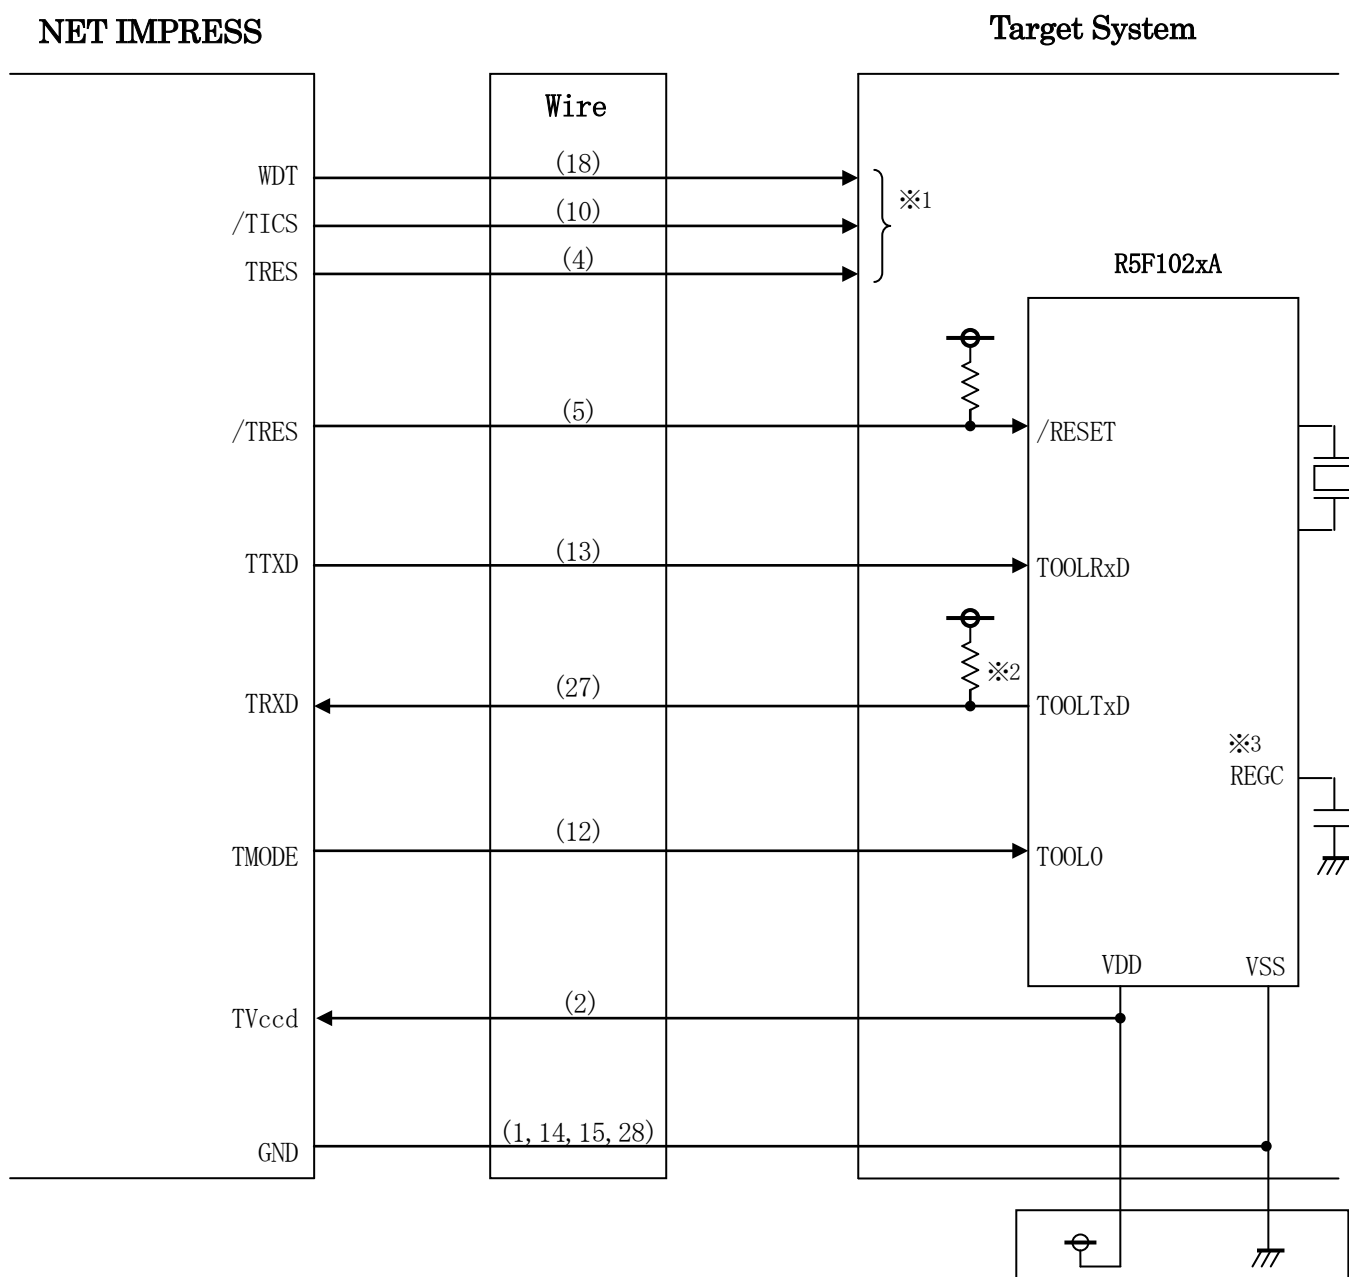 NET IMPRESS
Target System
Wire
WDT
(18)
※1
/TICS
(10)
TRES
(4)
R5F102xA
/TRES
(5)
/RESET
TTXD
(13)
TOOLRxD
TRXD
(27)
※2
TOOLTxD
※3
REGC
TMODE
(12)
TOOL0
VDD
VSS
TVccd
(2)
GND
(1, 14, 15, 28)